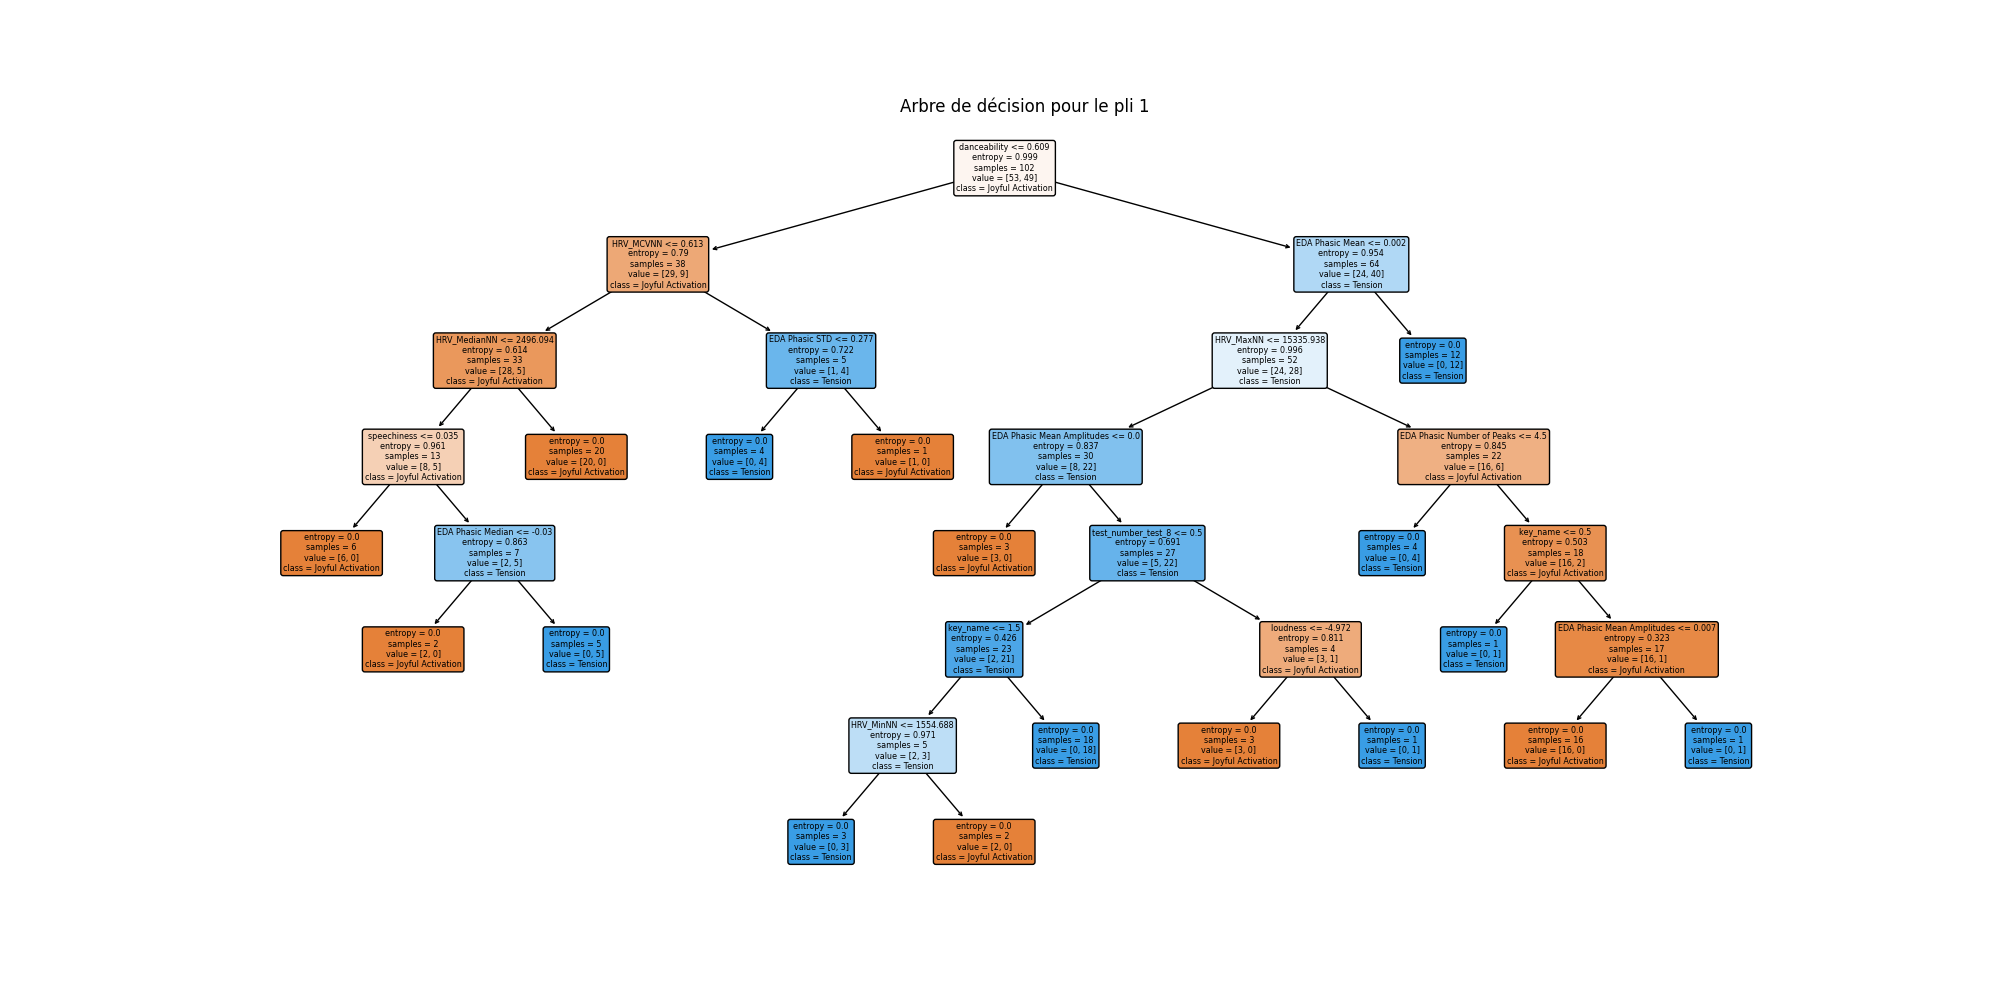 Arbre de décision pour le pli 1
danceability <= 0.609
entropy = 0.999
samples = 102
value = [53, 49]
class = Joyful Activation
HRV_MCVNN <= 0.613
entropy = 0.79
samples = 38
value = [29, 9]
class = Joyful Activation
EDA Phasic Mean <= 0.002
entropy = 0.954
samples = 64
value = [24, 40]
class = Tension
HRV_MedianNN <= 2496.094
entropy = 0.614
samples = 33
value = [28, 5]
class = Joyful Activation
EDA Phasic STD <= 0.277
entropy = 0.722
samples = 5
value = [1, 4]
class = Tension
HRV_MaxNN <= 15335.938
entropy = 0.996
samples = 52
value = [24, 28]
class = Tension
entropy = 0.0
samples = 12
value = [0, 12]
class = Tension
speechiness <= 0.035
entropy = 0.961
samples = 13
value = [8, 5]
class = Joyful Activation
entropy = 0.0
samples = 20
value = [20, 0]
class = Joyful Activation
entropy = 0.0
samples = 4
value = [0, 4]
class = Tension
entropy = 0.0
samples = 1
value = [1, 0]
class = Joyful Activation
EDA Phasic Mean Amplitudes <= 0.0
entropy = 0.837
samples = 30
value = [8, 22]
class = Tension
EDA Phasic Number of Peaks <= 4.5
entropy = 0.845
samples = 22
value = [16, 6]
class = Joyful Activation
entropy = 0.0
samples = 6
value = [6, 0]
class = Joyful Activation
EDA Phasic Median <= -0.03
entropy = 0.863
samples = 7
value = [2, 5]
class = Tension
entropy = 0.0
samples = 3
value = [3, 0]
class = Joyful Activation
test_number_test_8 <= 0.5
entropy = 0.691
samples = 27
value = [5, 22]
class = Tension
entropy = 0.0
samples = 4
value = [0, 4]
class = Tension
key_name <= 0.5
entropy = 0.503
samples = 18
value = [16, 2]
class = Joyful Activation
entropy = 0.0
samples = 2
value = [2, 0]
class = Joyful Activation
entropy = 0.0
samples = 5
value = [0, 5]
class = Tension
key_name <= 1.5
entropy = 0.426
samples = 23
value = [2, 21]
class = Tension
loudness <= -4.972
entropy = 0.811
samples = 4
value = [3, 1]
class = Joyful Activation
entropy = 0.0
samples = 1
value = [0, 1]
class = Tension
EDA Phasic Mean Amplitudes <= 0.007
entropy = 0.323
samples = 17
value = [16, 1]
class = Joyful Activation
HRV_MinNN <= 1554.688
entropy = 0.971
samples = 5
value = [2, 3]
class = Tension
entropy = 0.0
samples = 18
value = [0, 18]
class = Tension
entropy = 0.0
samples = 3
value = [3, 0]
class = Joyful Activation
entropy = 0.0
samples = 1
value = [0, 1]
class = Tension
entropy = 0.0
samples = 16
value = [16, 0]
class = Joyful Activation
entropy = 0.0
samples = 1
value = [0, 1]
class = Tension
entropy = 0.0
samples = 3
value = [0, 3]
class = Tension
entropy = 0.0
samples = 2
value = [2, 0]
class = Joyful Activation